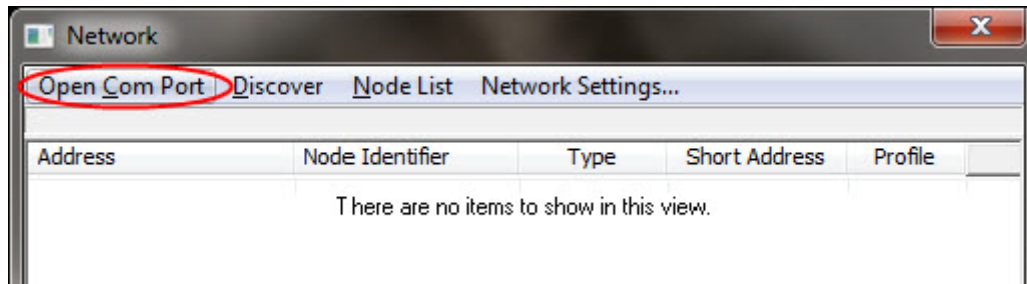 Network
Open Com Port Discover Node List Network Settings...
Address Node Identifier Type Short Address Profile
There are no items to show in this view.